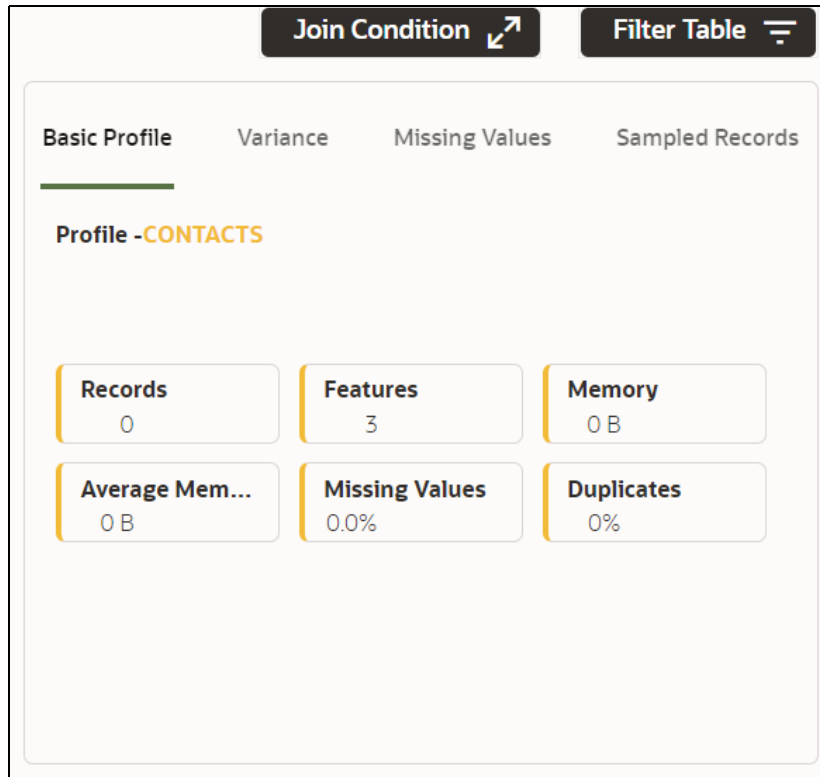 Join Condition Filter Table
Basic Profile Variance Missing Values Sampled Records
Profile -CONTACTS
Records Features Memory
0 3 0 B
Average Mem... Missing Values Duplicates
0 B 0.0% 0%